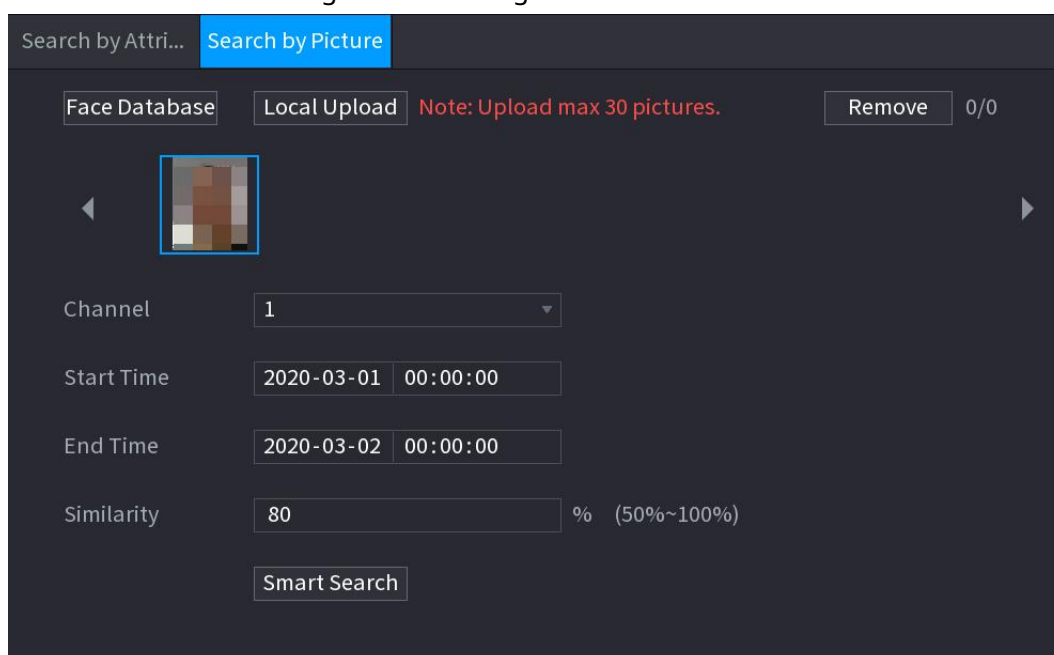 Search by Attri... Search by Picture
Face Database Local Upload Note: Upload max 30 pictures. Remove 0/0
Channel 1
Start Time 2020-03-01 00:00:00
End Time 2020-03-02 00:00:00
Similarity 80 % (50%~100%)
Smart Search